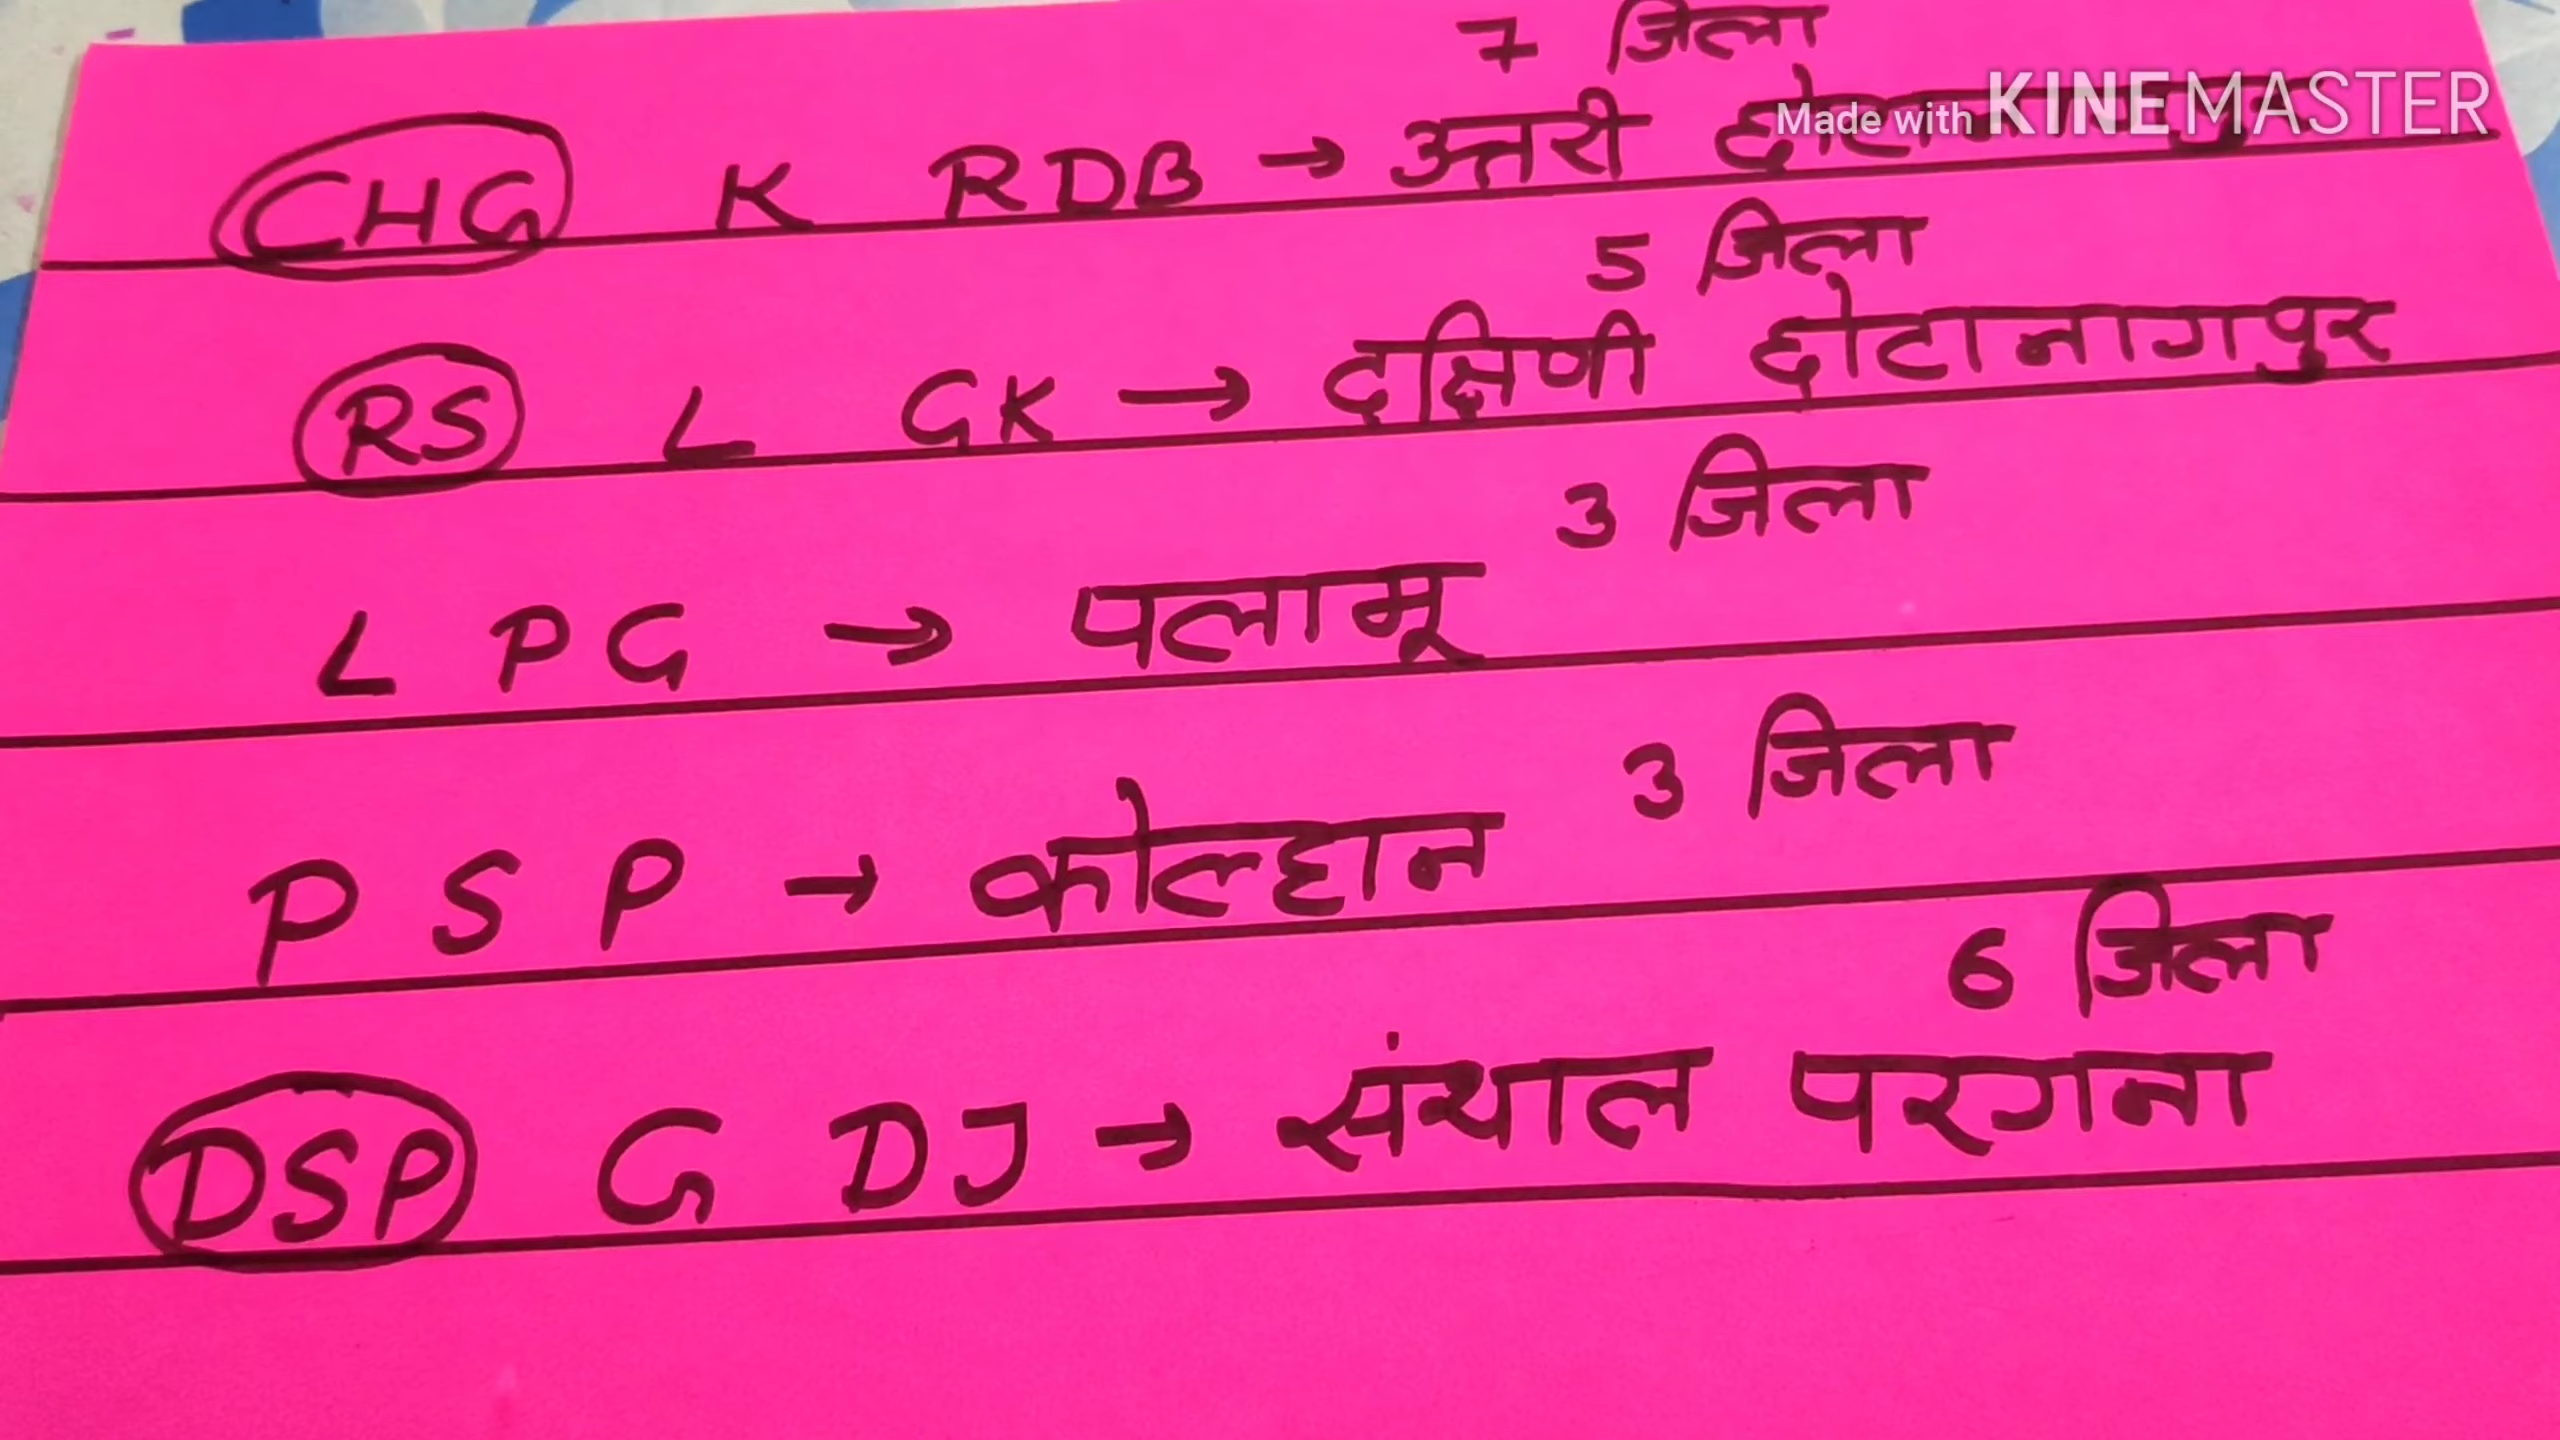 7 जिला
Made with KINEMASTER
CHG K RDB → उत्तरी छोटानागपुर
5 जिला
RS L GK → दक्षिणी छोटानागपुर
3 जिला
L P G → पलामू
3 जिला
P S P → कोल्हान
6 जिला
DSP G DJ → संथाल परगना